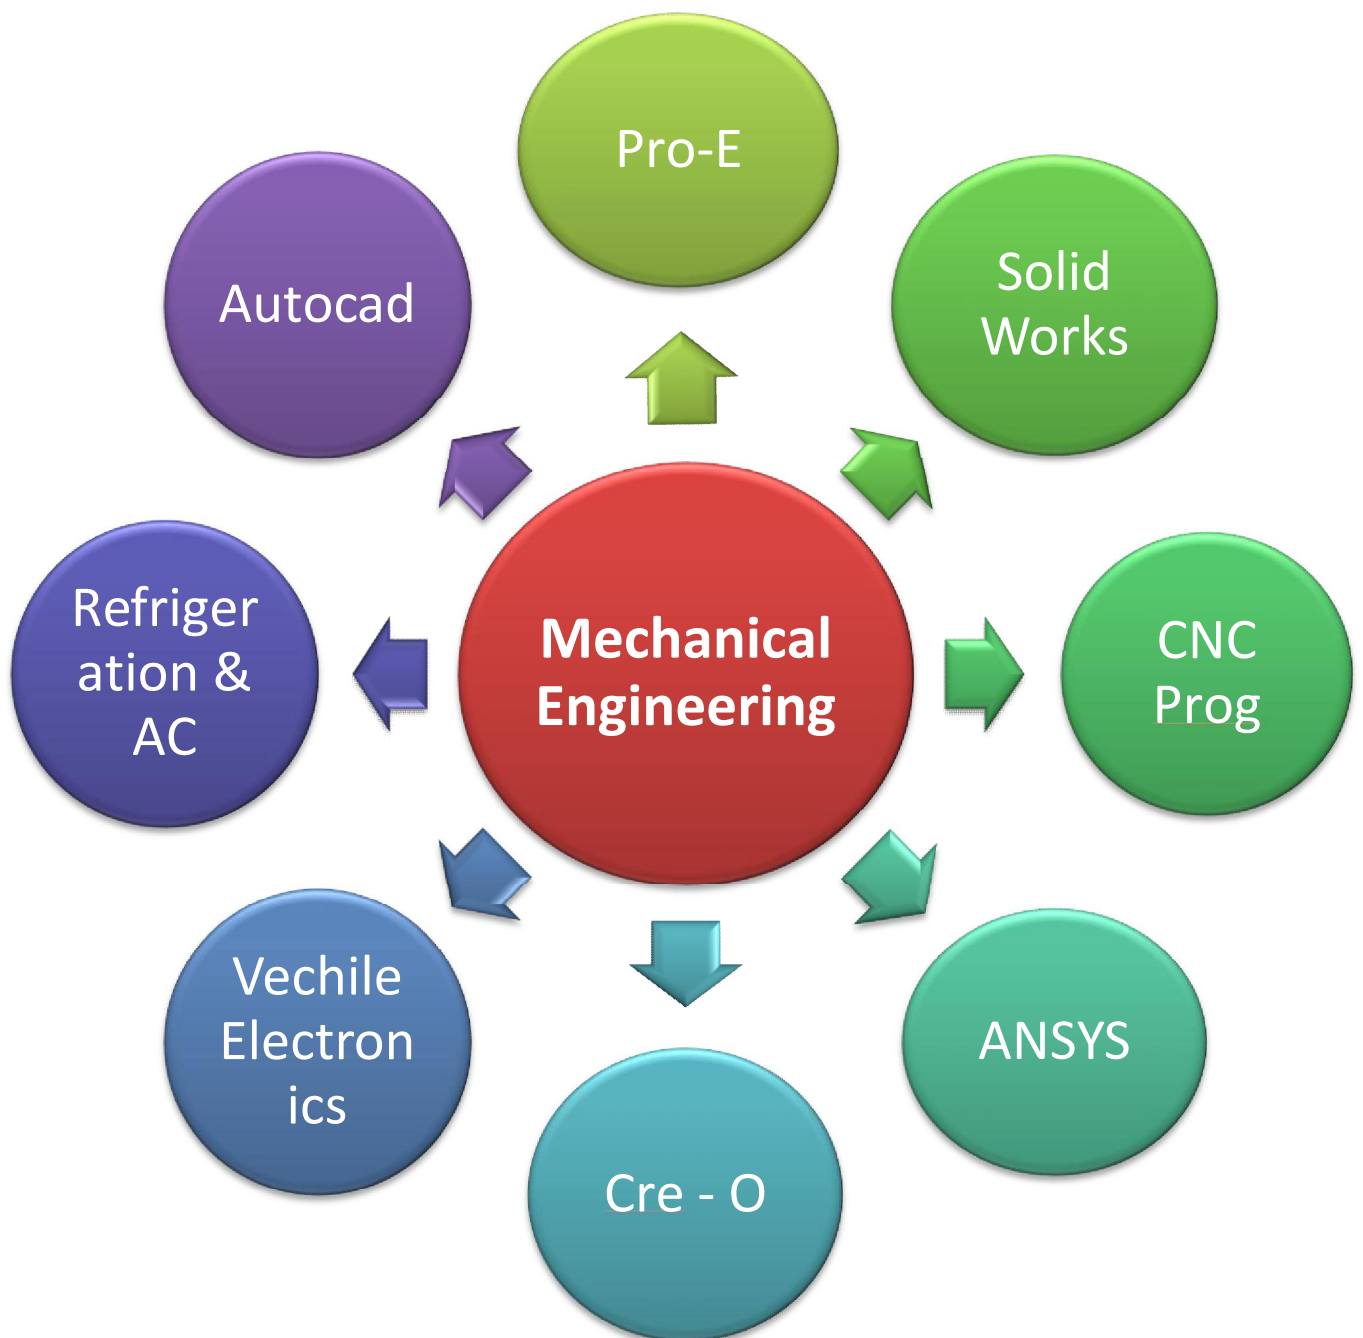 Pro-E
Solid
Works
CNC
Prog
ANSYS
Cre - O
Vechile
Electron
ics
Refriger
ation &
AC
Autocad
Mechanical
Engineering